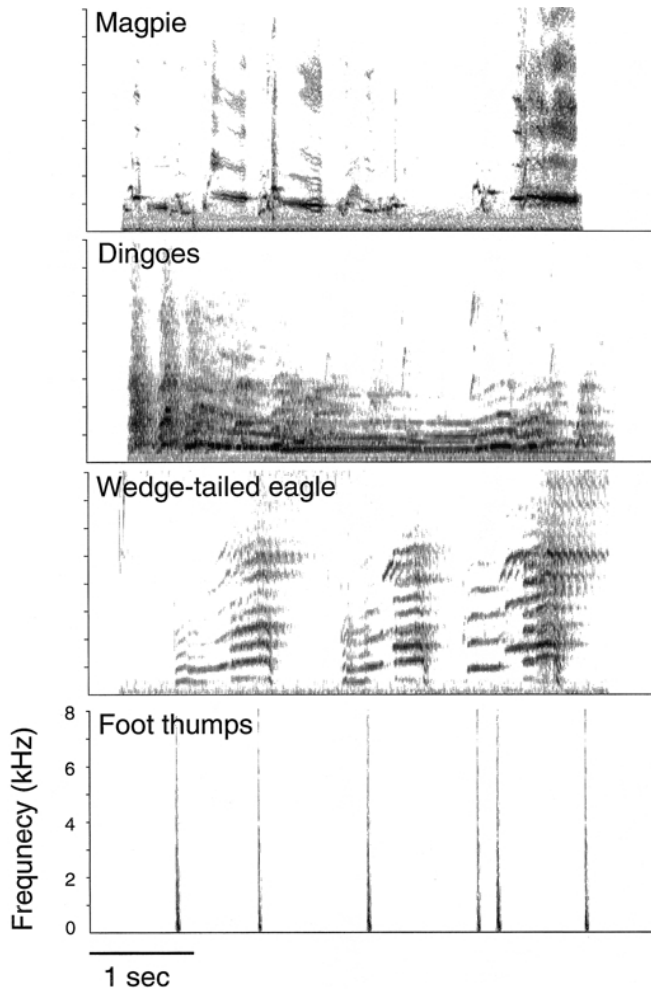 Magpie
Dingoes
Wedge-tailed eagle
Foot thumps
8
6
4
2
0
Frequnecy (kHz)
1 sec